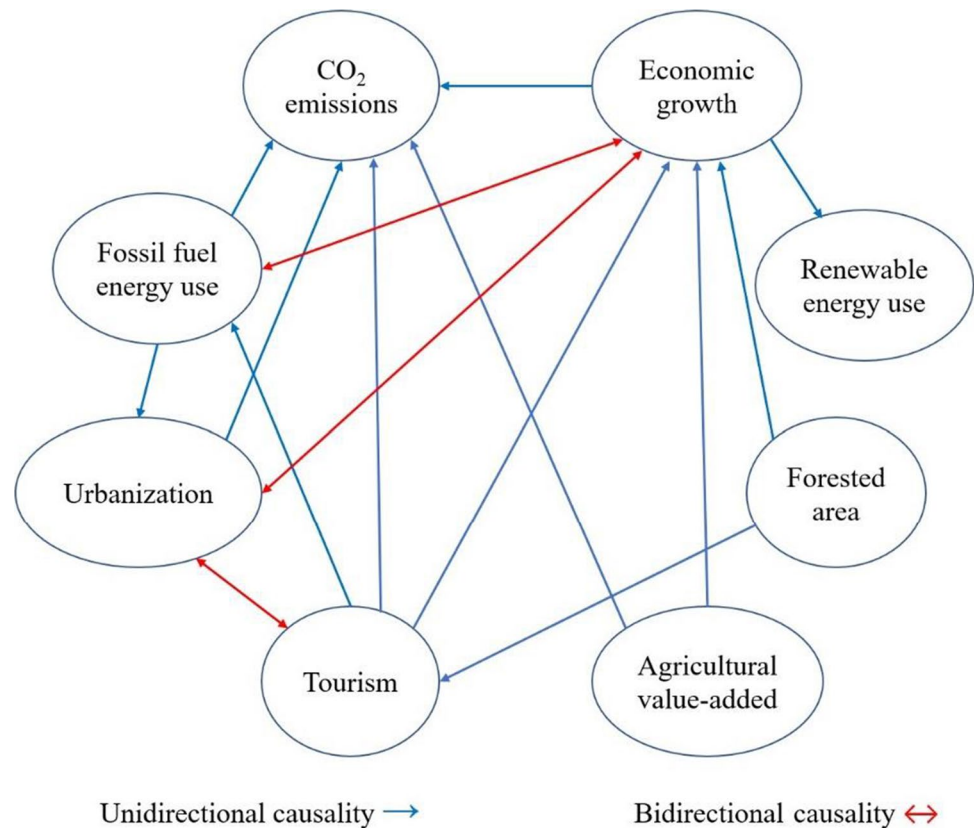 CO₂
emissions
Economic
growth
Fossil fuel
energy use
Renewable
energy use
Urbanization
Forested
area
Tourism
Agricultural
value-added
Unidirectional causality →
Bidirectional causality ↔